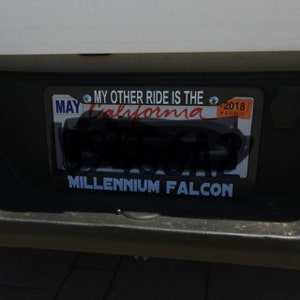 MY OTHER RIDE IS THE
MAY California 2018
MILLENNIUM FALCON